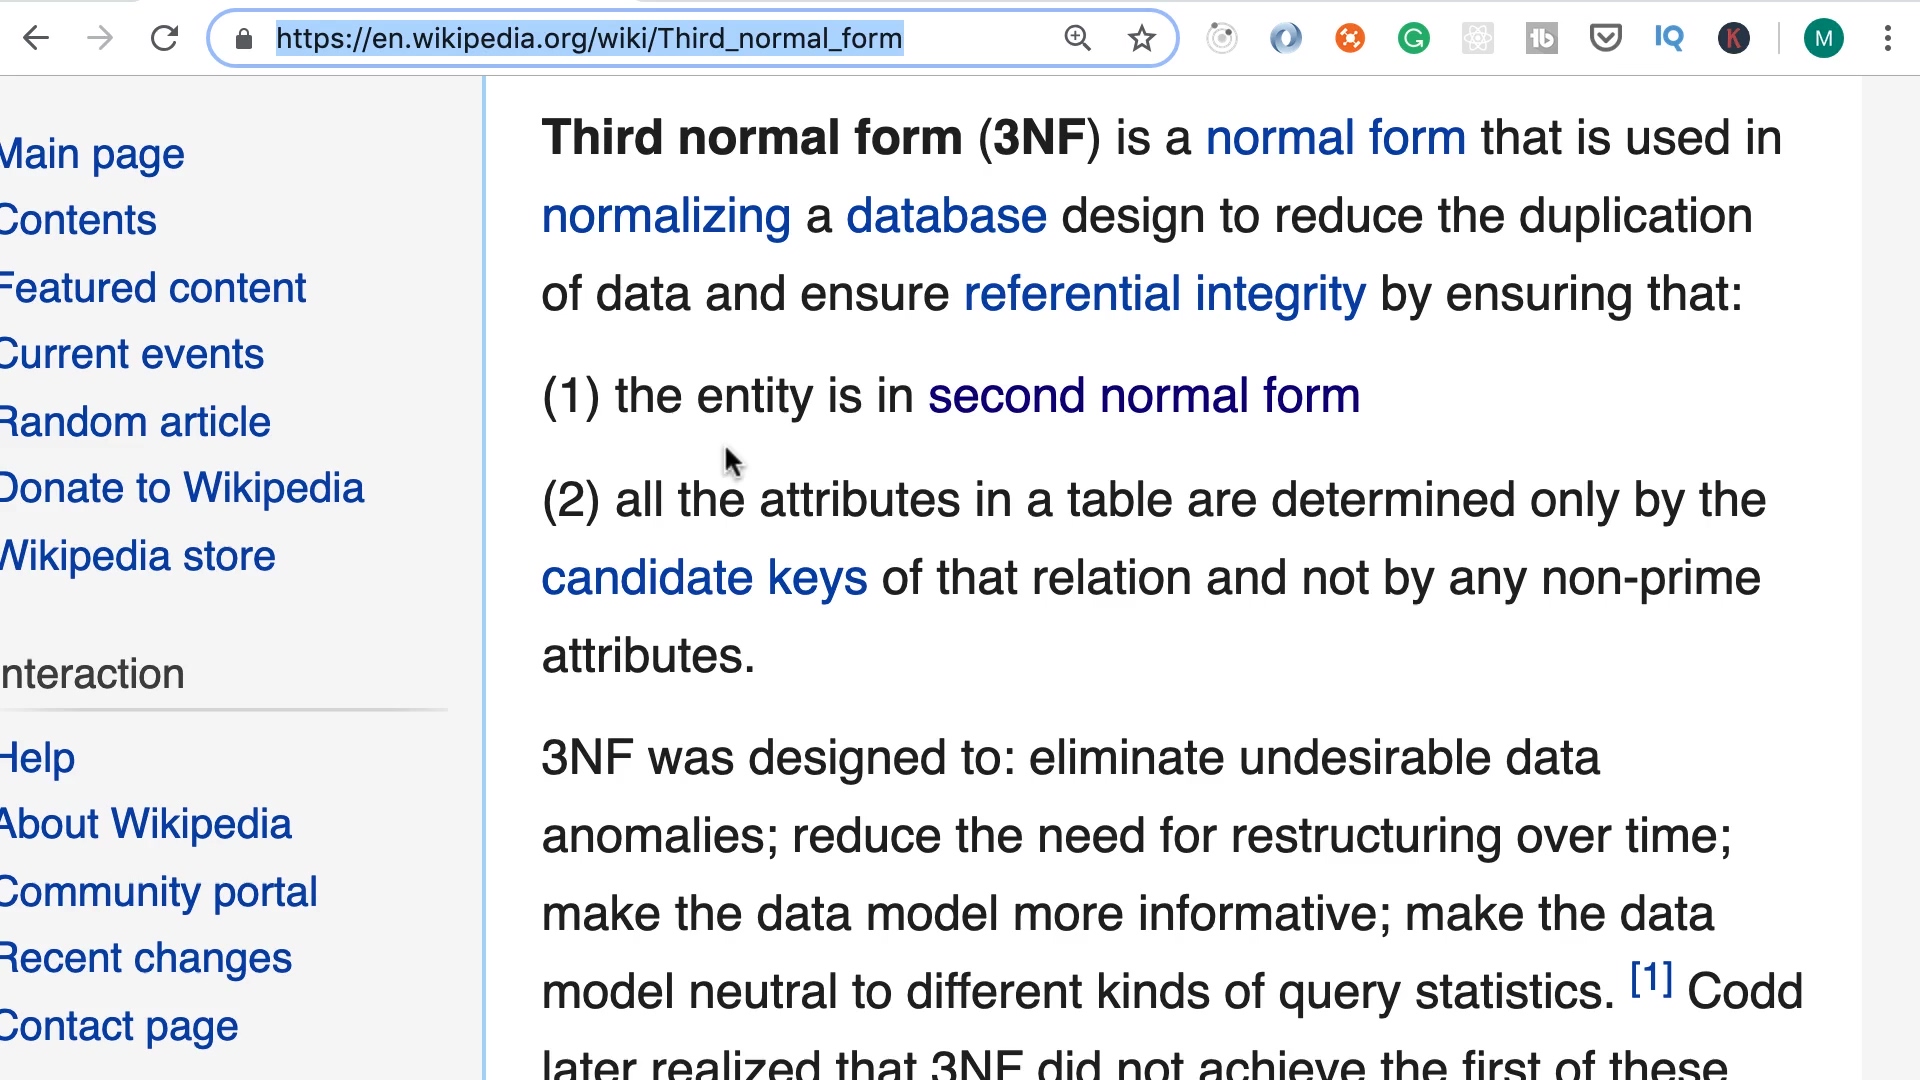 https://en.wikipedia.org/wiki/Third_normal_form
IQ
K
M
Main page
Contents
Featured content
Current events
Random article
Donate to Wikipedia
Wikipedia store
nteraction
Help
About Wikipedia
Community portal
Recent changes
Contact page
Third normal form (3NF) is a normal form that is used in
normalizing a database design to reduce the duplication
of data and ensure referential integrity by ensuring that:
(1) the entity is in second normal form
(2) all the attributes in a table are determined only by the
candidate keys of that relation and not by any non-prime
attributes.
3NF was designed to: eliminate undesirable data
anomalies; reduce the need for restructuring over time;
make the data model more informative; make the data
model neutral to different kinds of query statistics. [1] Codd
later realized that 3NF did not achieve the first of these